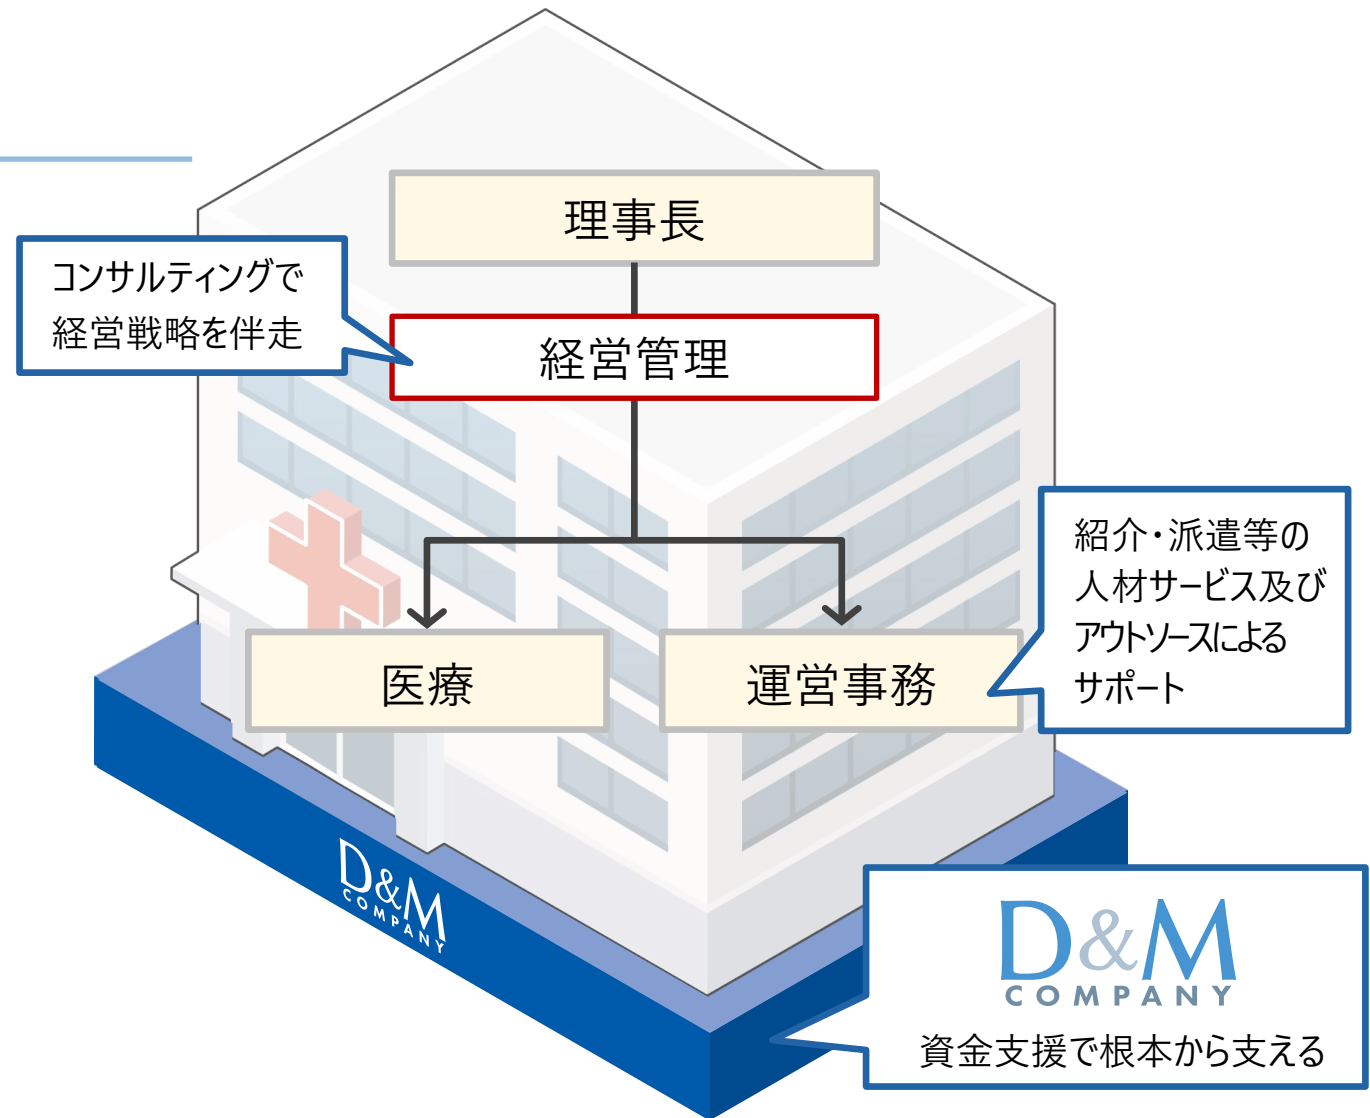 理事長
コンサルティングで
経営戦略を伴走
経営管理
紹介・派遣等の
人材サービス及び
アウトソースによる
サポート
医療
運営事務
D&M
COMPANY
D&M
COMPANY
資金支援で根本から支える